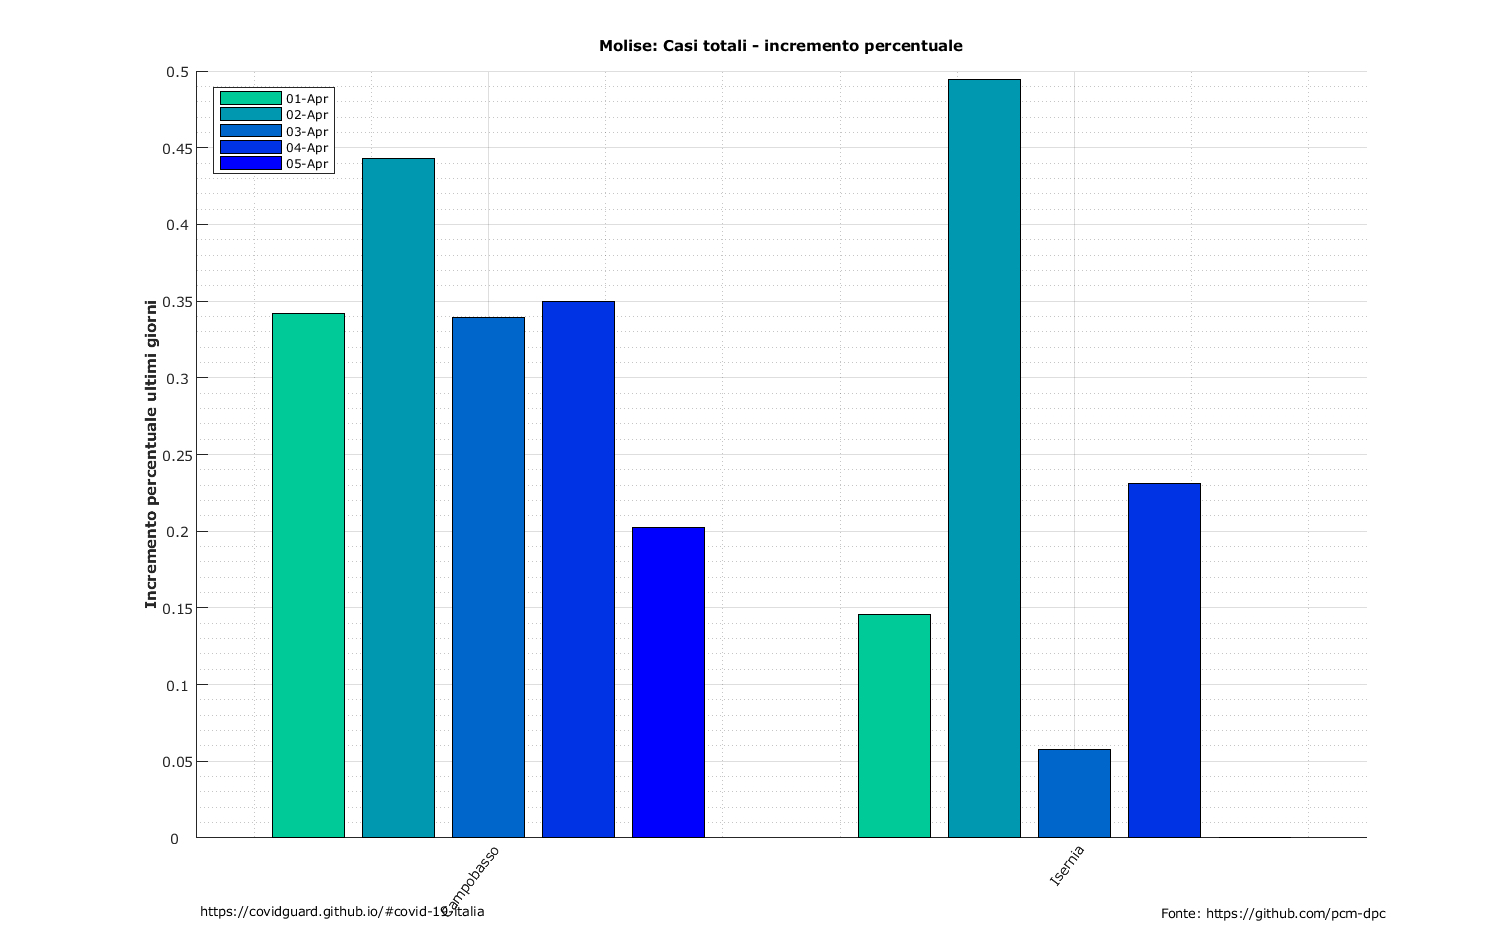 Molise: Casi totali - incremento percentuale
0.5
0.45
0.4
0.35
0.3
0.25
0.2
0.15
0.1
0.05
0
Incremento percentuale ultimi giorni
01-Apr
02-Apr
03-Apr
04-Apr
05-Apr
Campobasso
Isernia
https://covidguard.github.io/#covid-19-italia
Fonte: https://github.com/pcm-dpc